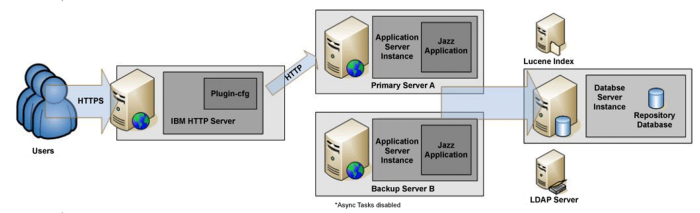 Users
HTTPS
Plugin-cfg
IBM HTTP Server
HTTP
Application
Server
Instance
Jazz
Application
Primary Server A
Application
Server
Instance
Jazz
Application
Backup Server B
*Async Tasks disabled
Lucene Index
Databse
Server
Instance
Repository
Database
LDAP Server